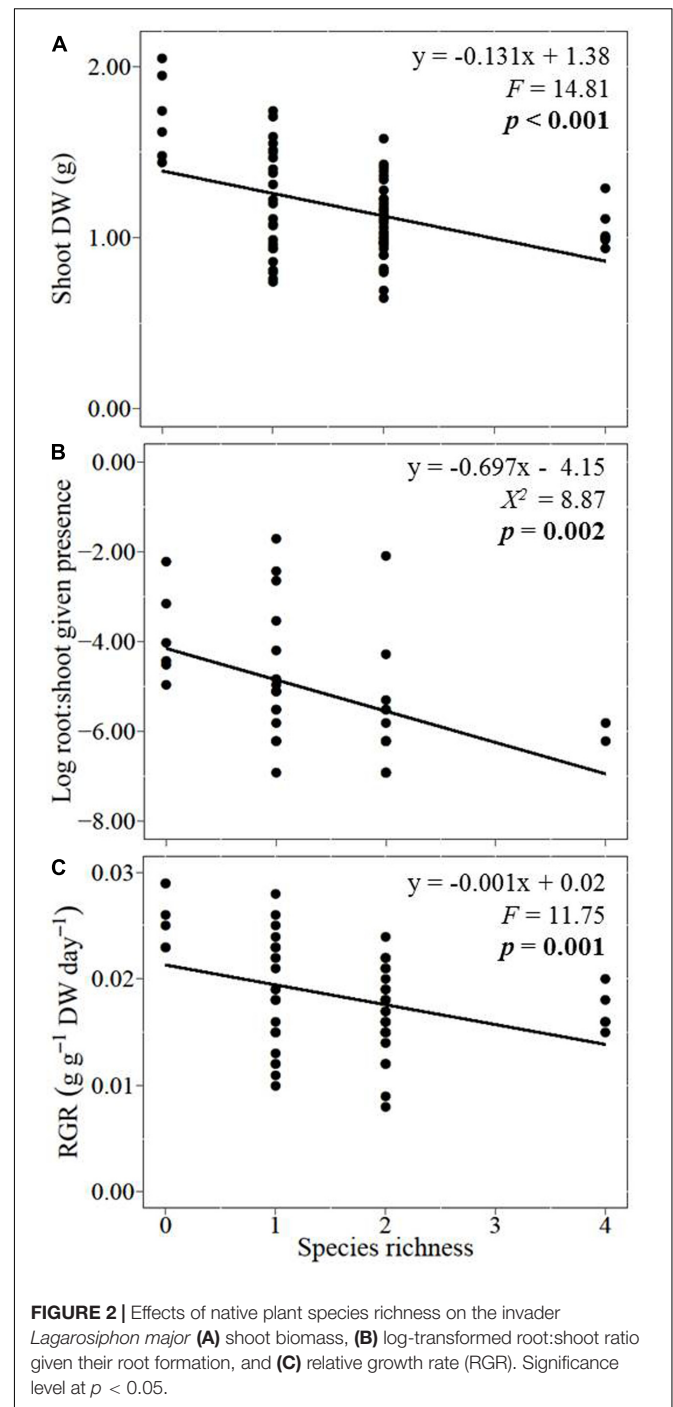 A
y = -0.131x + 1.38
F = 14.81
p < 0.001
2.00
1.00
0.00
Shoot DW (g)
B
y = -0.697x - 4.15
X² = 8.87
p = 0.002
0.00
−2.00
−4.00
−6.00
−8.00
Log root:shoot given presence
C
y = -0.001x + 0.02
F = 11.75
p = 0.001
0.03
0.02
0.01
0.00
RGR (g g⁻¹ DW day⁻¹)
0 1 2 3 4
Species richness
FIGURE 2 | Effects of native plant species richness on the invader
Lagarosiphon major (A) shoot biomass, (B) log-transformed root:shoot ratio
given their root formation, and (C) relative growth rate (RGR). Significance
level at p < 0.05.